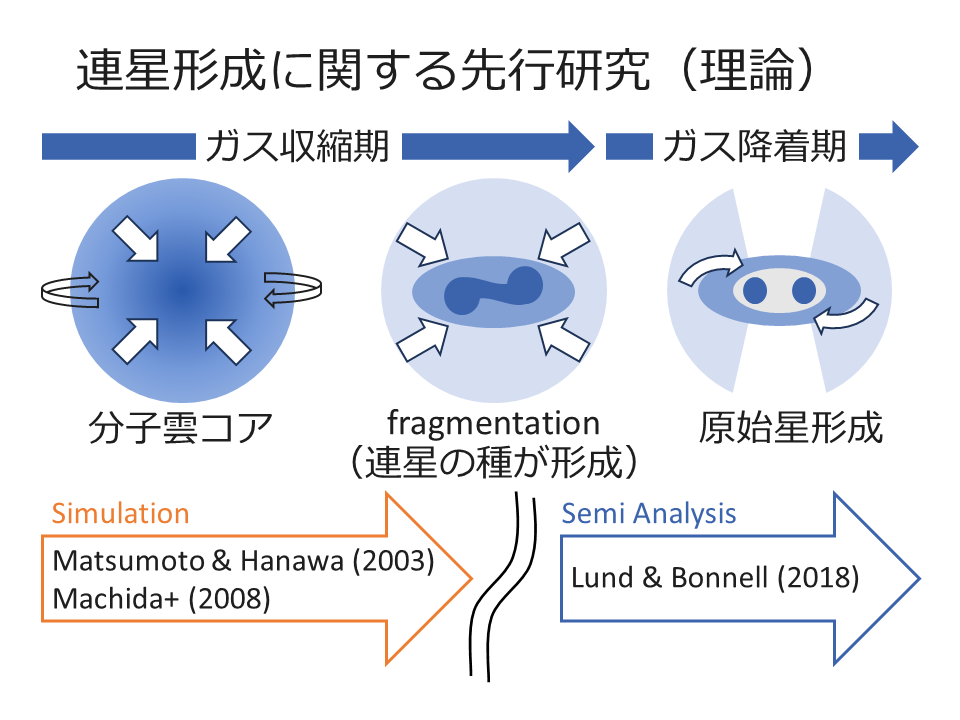 連星形成に関する先行研究（理論）
ガス収縮期
ガス降着期
分子雲コア
fragmentation
（連星の種が形成）
原始星形成
Simulation
Matsumoto & Hanawa (2003)
Machida+ (2008)
Semi Analysis
Lund & Bonnell (2018)